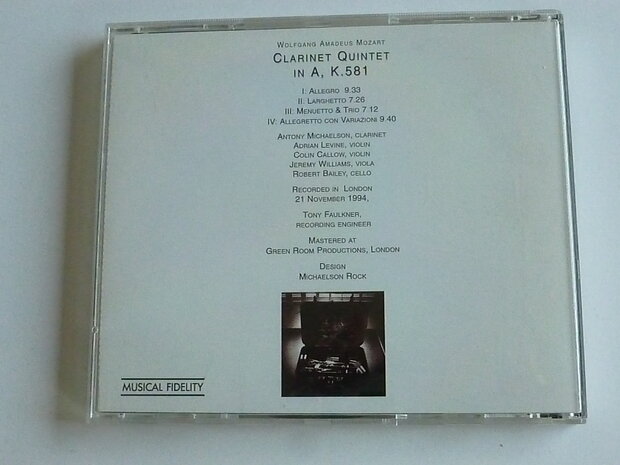 Wolfgang Amadeus Mozart
Clarinet Quintet
in A, K.581
I: Allegro 9.33
II: Larghetto 7.26
III: Menuetto & Trio 7 12
IV: Allegretto con Variazioni 9.40
Antony Michaelson, clarinet
Adrian Levine, violin
Colin Callow, violin
Jeremy Williams, viola
Robert Bailey, cello
Recorded in London
21 November 1994,
Tony Faulkner,
recording engineer
Mastered at
Green Room Productions, London
Design
Michaelson Rock
MUSICAL FIDELITY